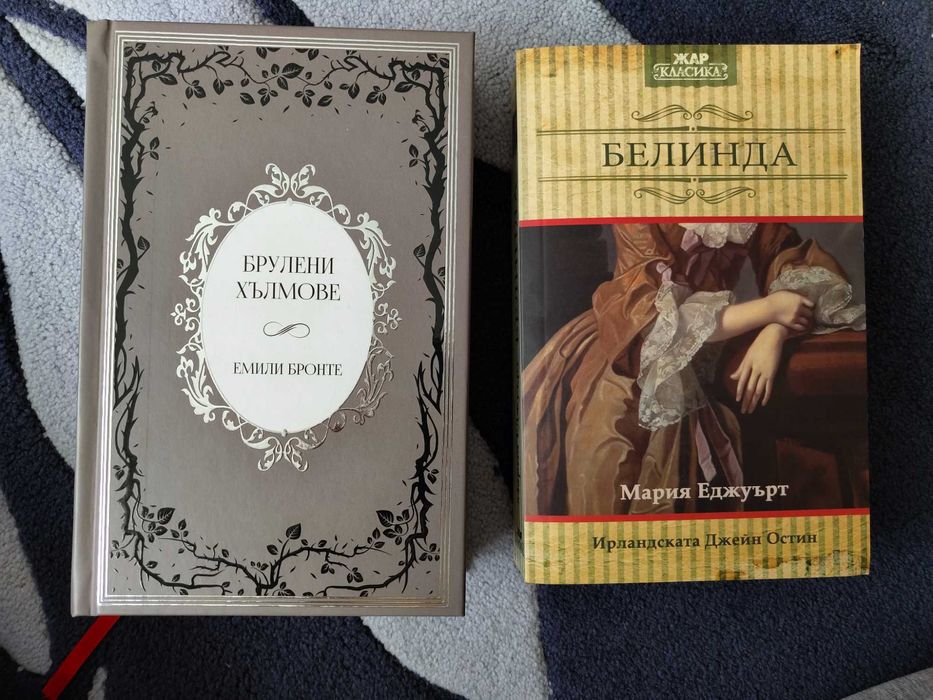 БРУЛЕНИ
ХЪЛМОВЕ
ЕМИЛИ БРОНТЕ
ЖАР
КЛАСИКА
БЕЛИНДА
Мария Еджуърт
Ирландската Джейн Остин